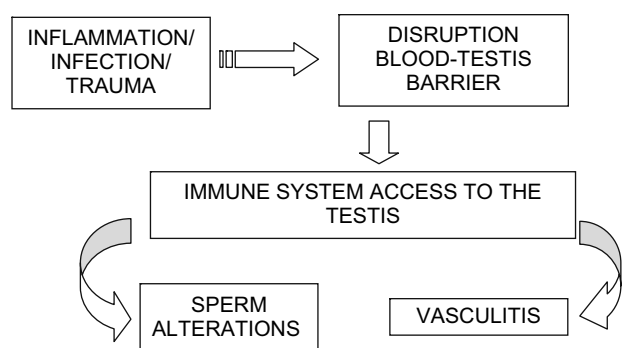 INFLAMMATION/
INFECTION/
TRAUMA
DISRUPTION
BLOOD-TESTIS
BARRIER
IMMUNE SYSTEM ACCESS TO THE
TESTIS
SPERM
ALTERATIONS
VASCULITIS